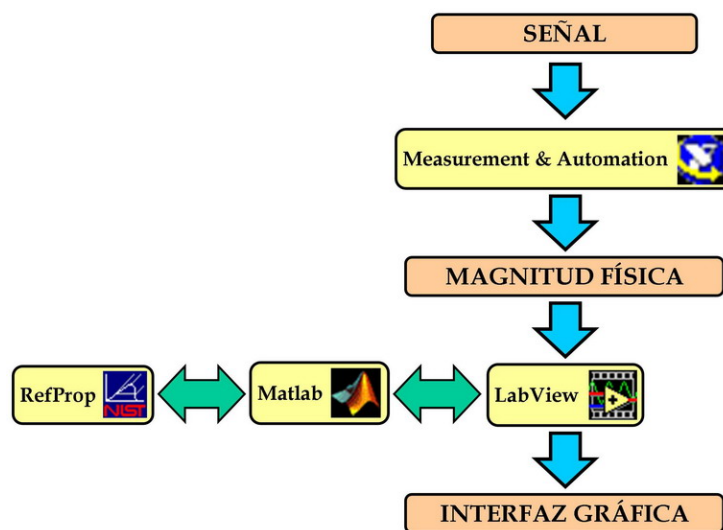 SEÑAL
Measurement & Automation
MAGNITUD FÍSICA
RefProp
NIST
Matlab
LabView
INTERFAZ GRÁFICA